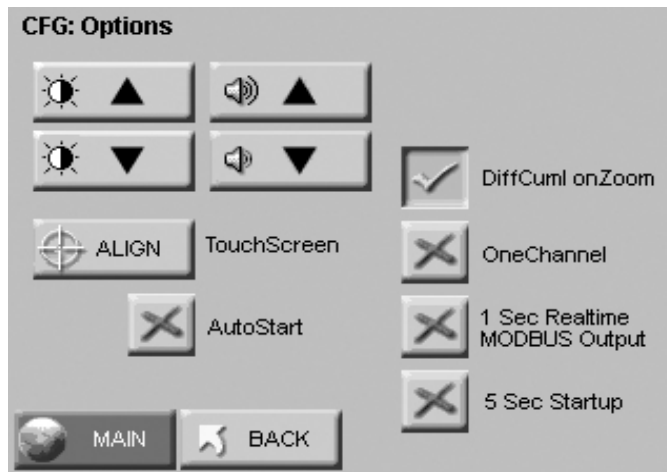 CFG: Options
DiffCuml onZoom
ALIGN TouchScreen
OneChannel
AutoStart
1 Sec Realtime
MODBUS Output
5 Sec Startup
MAIN
BACK